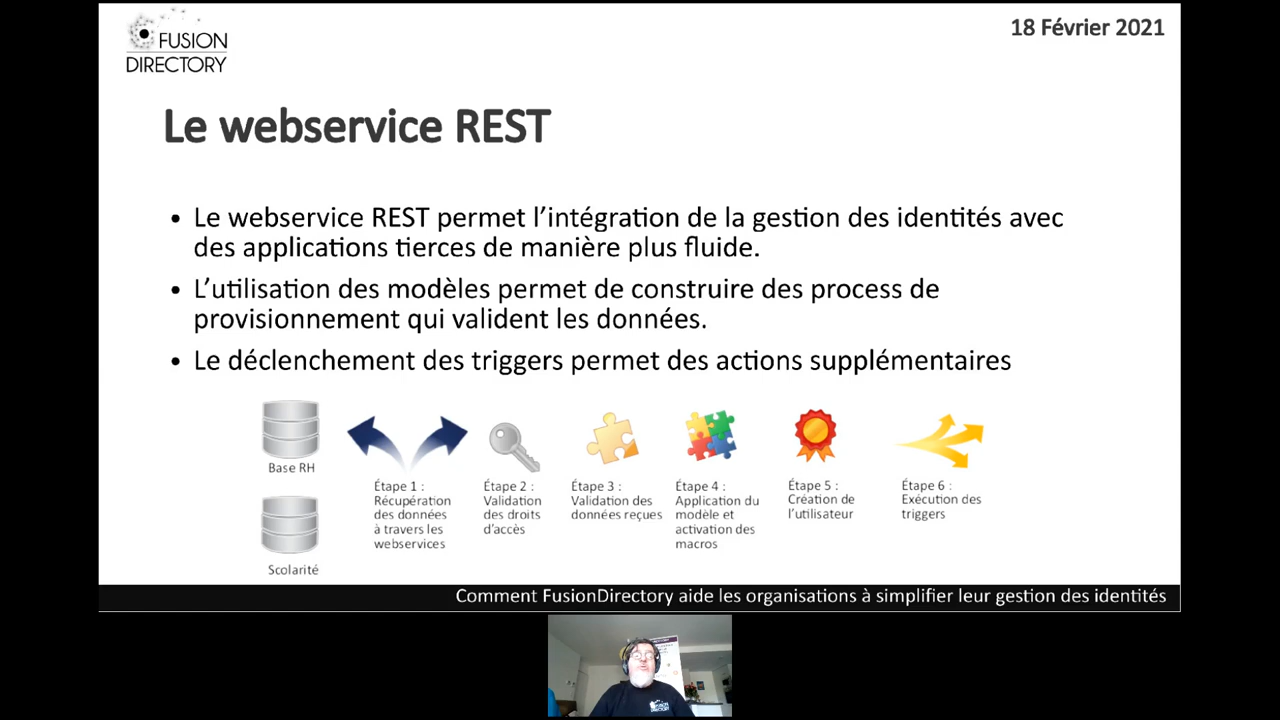 FUSION
DIRECTORY
18 Février 2021
Le webservice REST
• Le webservice REST permet l'intégration de la gestion des identités avec
des applications tierces de manière plus fluide.
• L'utilisation des modèles permet de construire des process de
provisionnement qui valident les données.
• Le déclenchement des triggers permet des actions supplémentaires
Base RH
Scolarité
Étape 1 :
Récupération
des données
à travers les
webservices
Étape 2 :
Validation
des droits
d'accès
Étape 3 :
Validation des
données reçues
Étape 4 :
Application du
modèle et
activation des
macros
Étape 5 :
Création de
l'utilisateur
Étape 6 :
Exécution des
triggers
Comment FusionDirectory aide les organisations à simplifier leur gestion des identités
FUSION
DIRECTORY